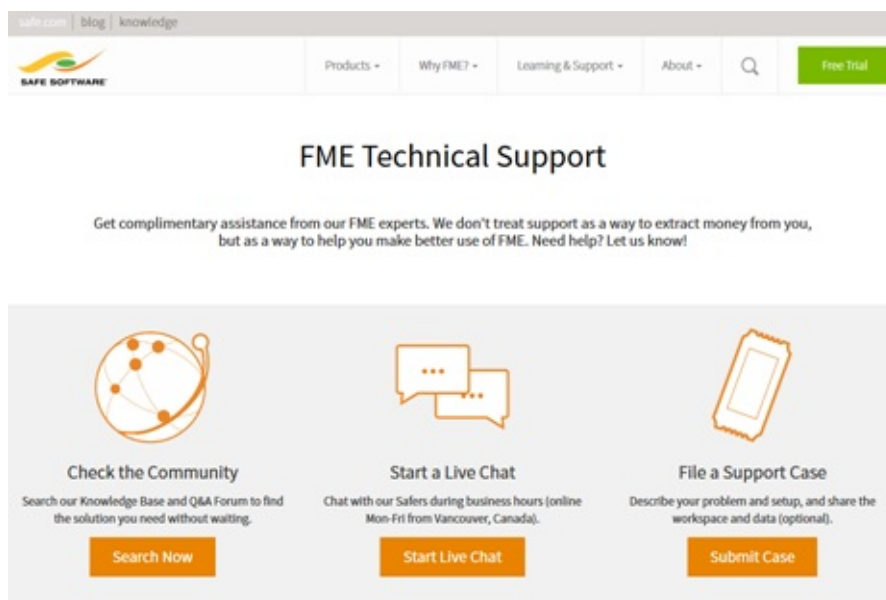 safe.com | blog | knowledge
SAFE SOFTWARE
Products
Why FME?
Learning & Support
About
Free Trial
FME Technical Support
Get complimentary assistance from our FME experts. We don't treat support as a way to extract money from you,
but as a way to help you make better use of FME. Need help? Let us know!
Check the Community
Search our Knowledge Base and Q&A Forum to find
the solution you need without waiting.
Search Now
Start a Live Chat
Chat with our Safers during business hours (online
Mon-Fri from Vancouver, Canada).
Start Live Chat
File a Support Case
Describe your problem and setup, and share the
workspace and data (optional).
Submit Case